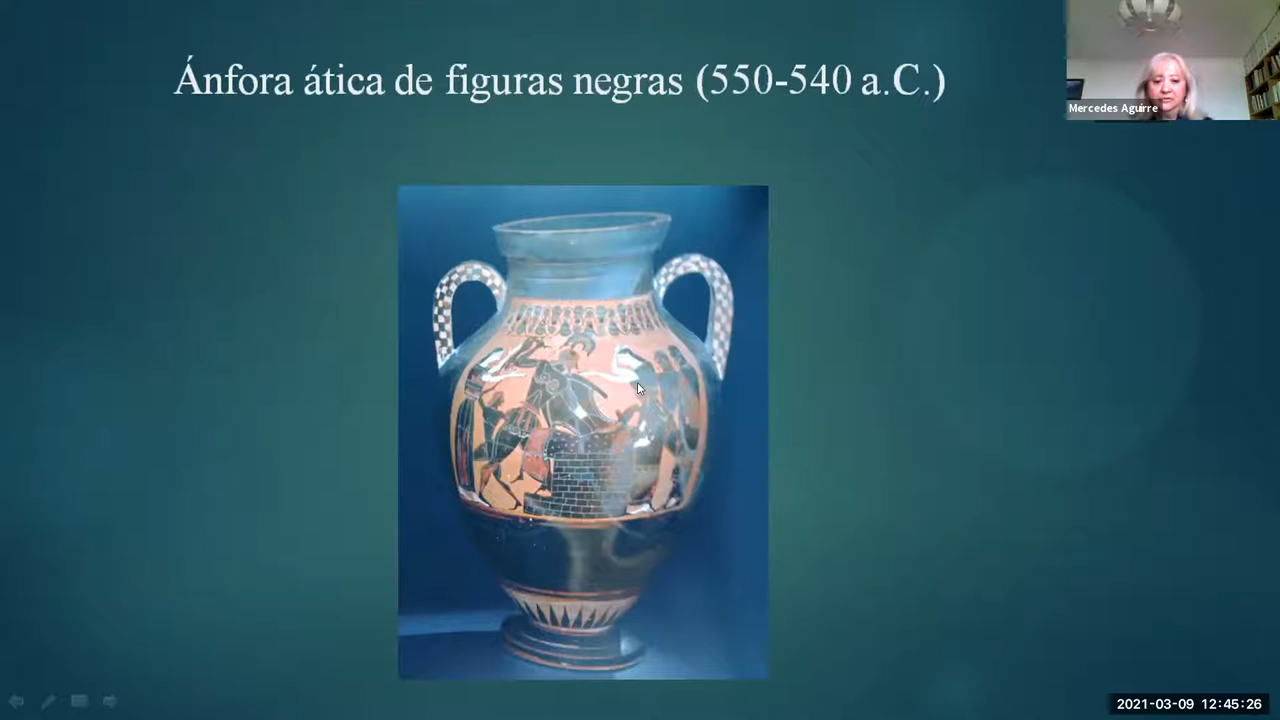 Ánfora ática de figuras negras (550-540 a.C.)
Mercedes Aguirre
2021-03-09 12:45:26